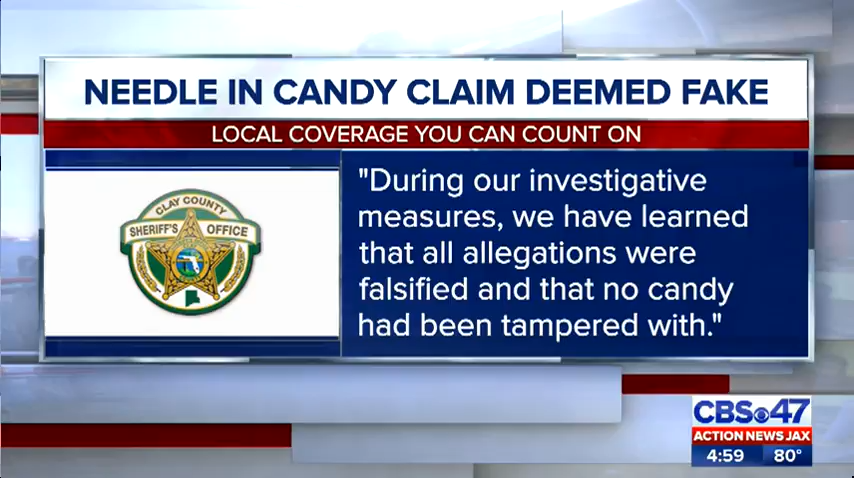 NEEDLE IN CANDY CLAIM DEEMED FAKE
LOCAL COVERAGE YOU CAN COUNT ON
CLAY COUNTY
SHERIFF'S OFFICE
"During our investigative
measures, we have learned
that all allegations were
falsified and that no candy
had been tampered with."
CBS 47
ACTION NEWS JAX
4:59 80°